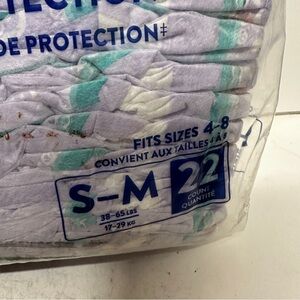 DE PROTECTION‡
FITS SIZES 4-8
CONVIENT AUX TAILLES 4 À 8
S-M
38-65 LBS
17-29 KG
22
COUNT
QUANTITÉ